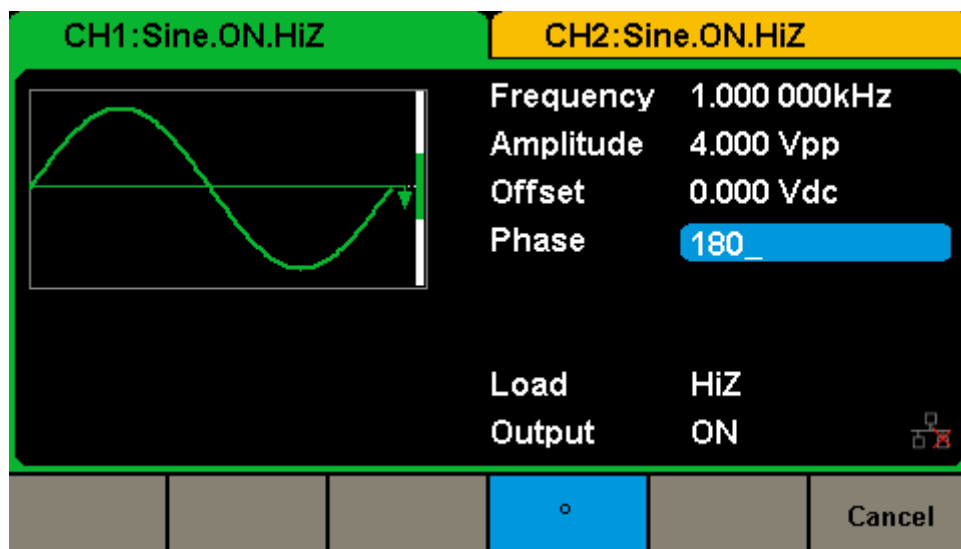 CH1:Sine.ON.HiZ CH2:Sine.ON.HiZ
Frequency 1.000 000kHz
Amplitude 4.000 Vpp
Offset 0.000 Vdc
Phase 180_
Load HiZ
Output ON
° Cancel